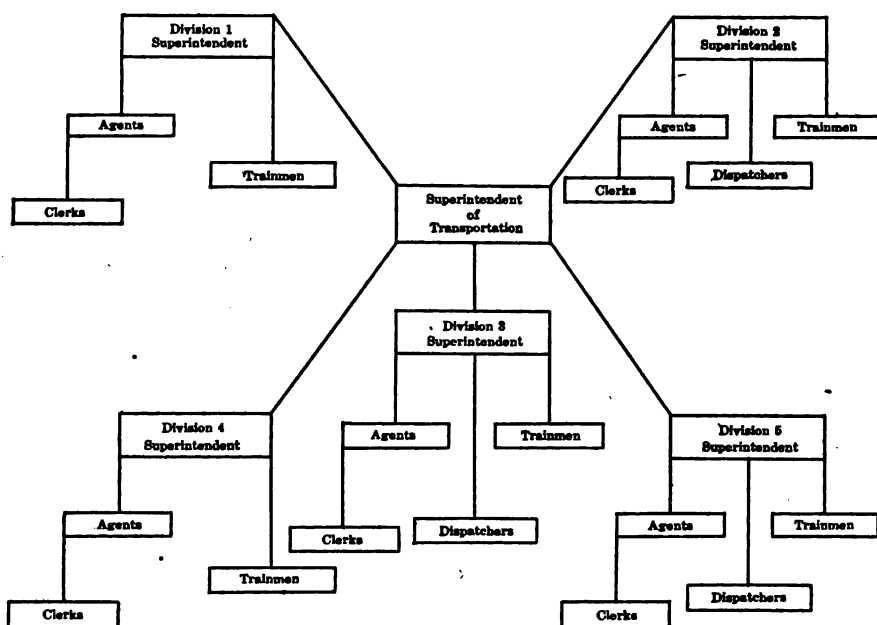 Division 1
Superintendent
Agents
Trainmen
Clerks
Division 2
Superintendent
Agents
Trainmen
Dispatchers
Clerks
Superintendent
of
Transportation
Division 3
Superintendent
Agents
Trainmen
Clerks
Dispatchers
Division 4
Superintendent
Agents
Trainmen
Clerks
Division 5
Superintendent
Agents
Trainmen
Dispatchers
Clerks